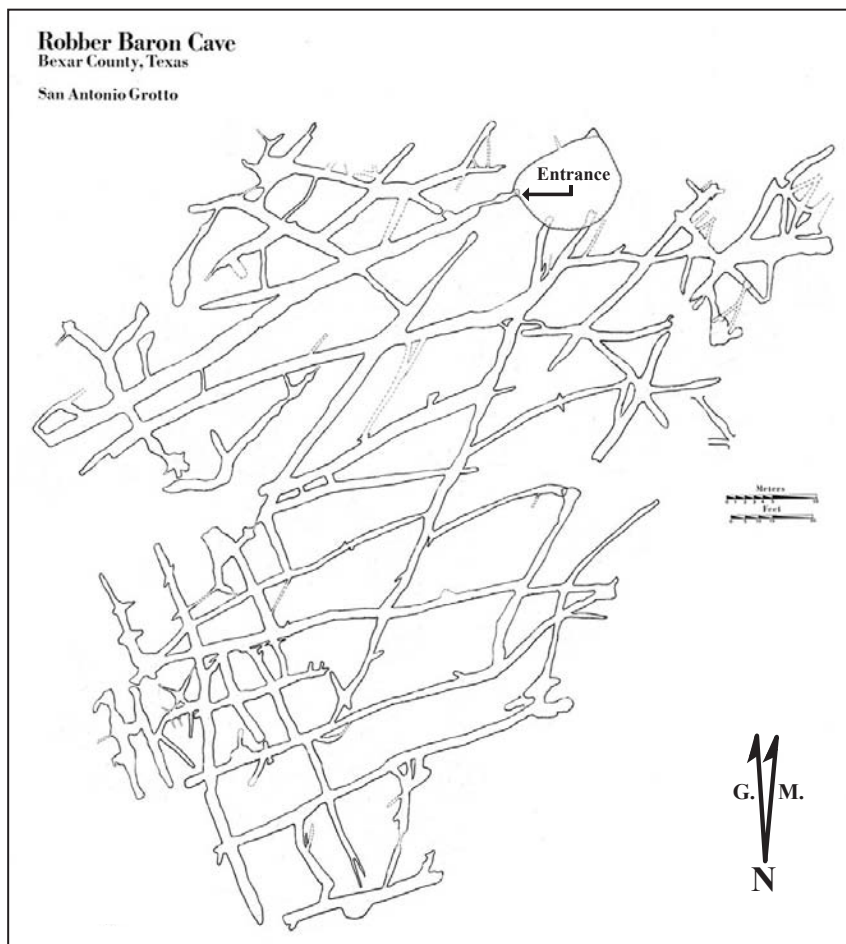 Robber Baron Cave
Bexar County, Texas
San Antonio Grotto
Entrance
Meters
Feet
G. M.
N